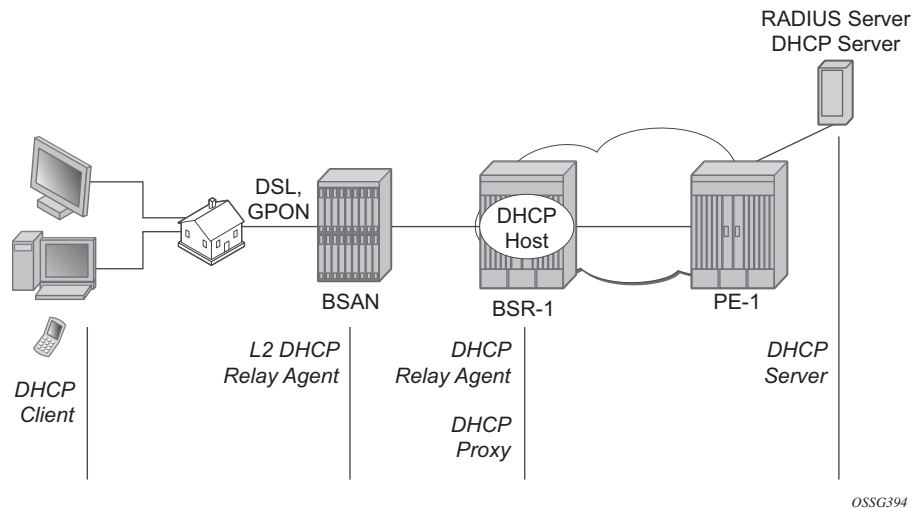 RADIUS Server
DHCP Server
DSL,
GPON
DHCP
Host
BSAN
BSR-1
PE-1
DHCP
Client
L2 DHCP
Relay Agent
DHCP
Relay Agent
DHCP
Proxy
DHCP
Server
OSSG394